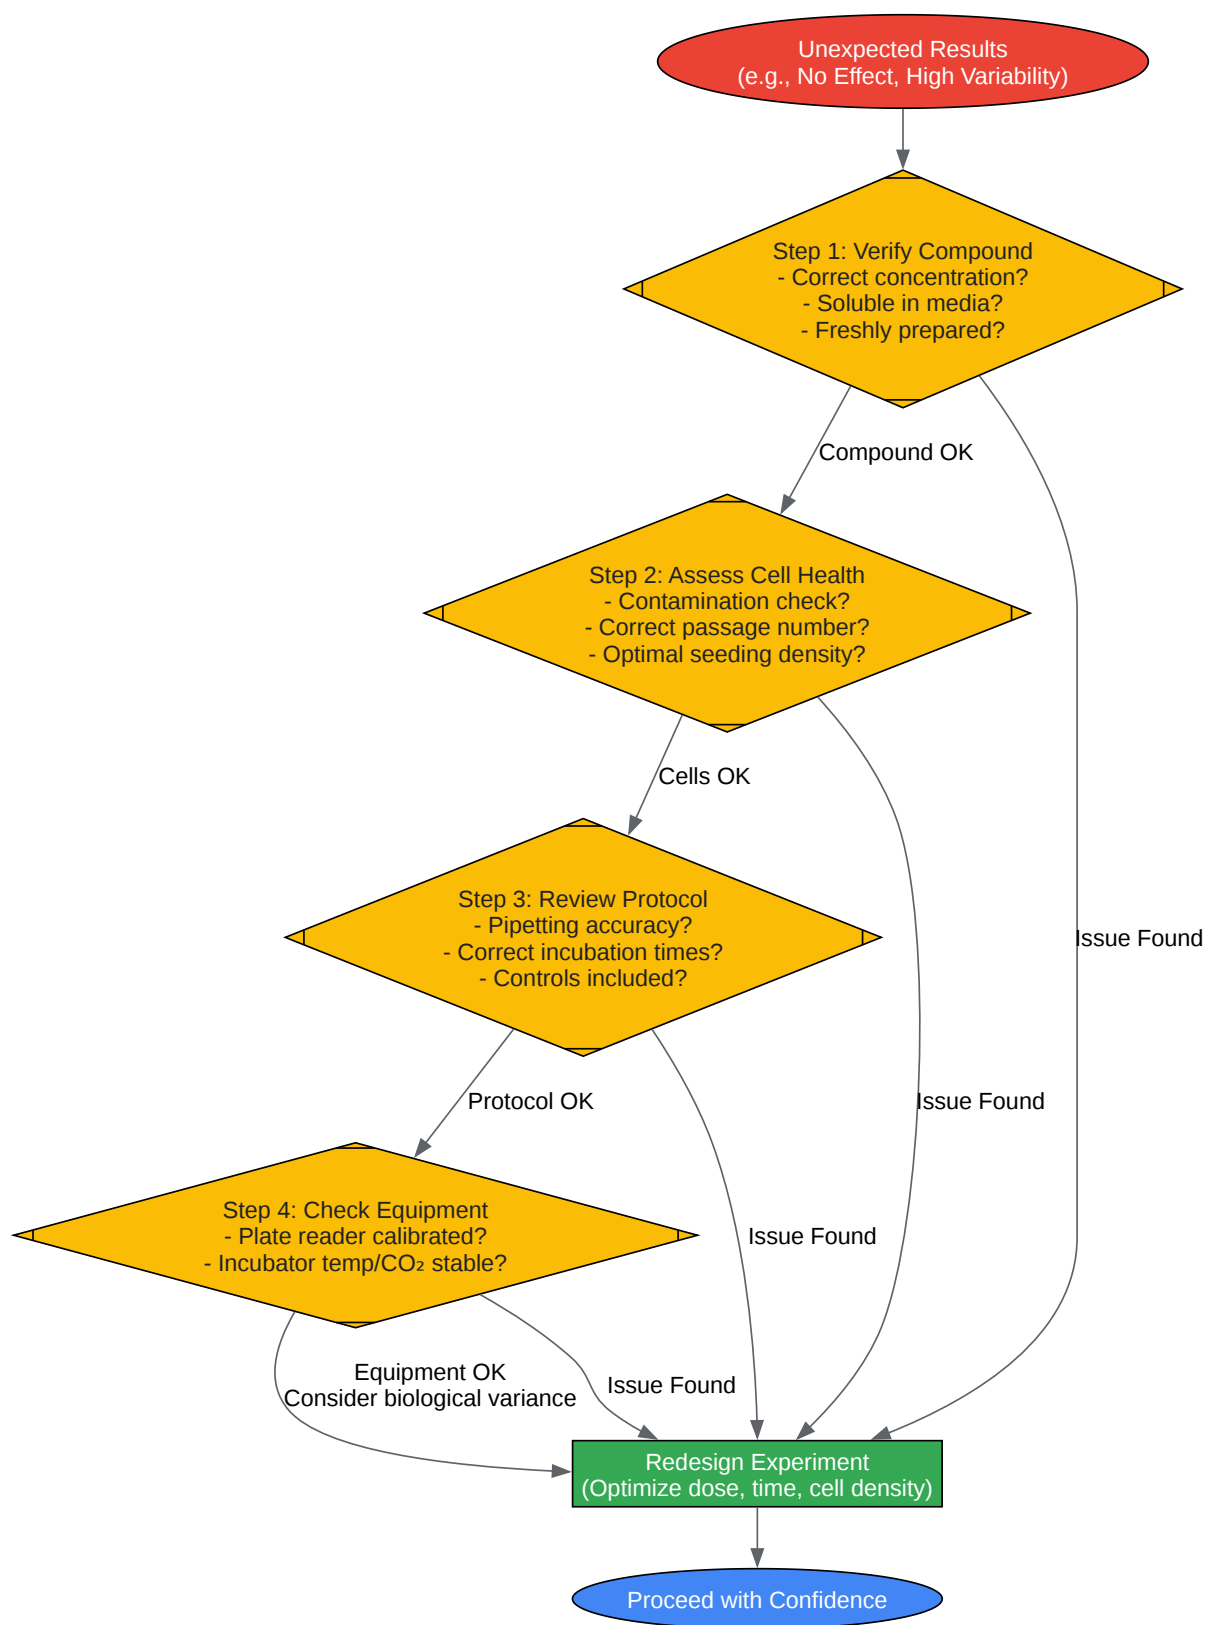 Unexpected Results
(e.g., No Effect, High Variability)
Step 1: Verify Compound
- Correct concentration?
- Soluble in media?
- Freshly prepared?
Compound OK
Step 2: Assess Cell Health
- Contamination check?
- Correct passage number?
- Optimal seeding density?
Cells OK
Step 3: Review Protocol
- Pipetting accuracy?
- Correct incubation times?
- Controls included?
Issue Found
Protocol OK
Issue Found
Step 4: Check Equipment
- Plate reader calibrated?
- Incubator temp/CO₂ stable?
Issue Found
Equipment OK
Consider biological variance
Issue Found
Redesign Experiment
(Optimize dose, time, cell density)
Proceed with Confidence